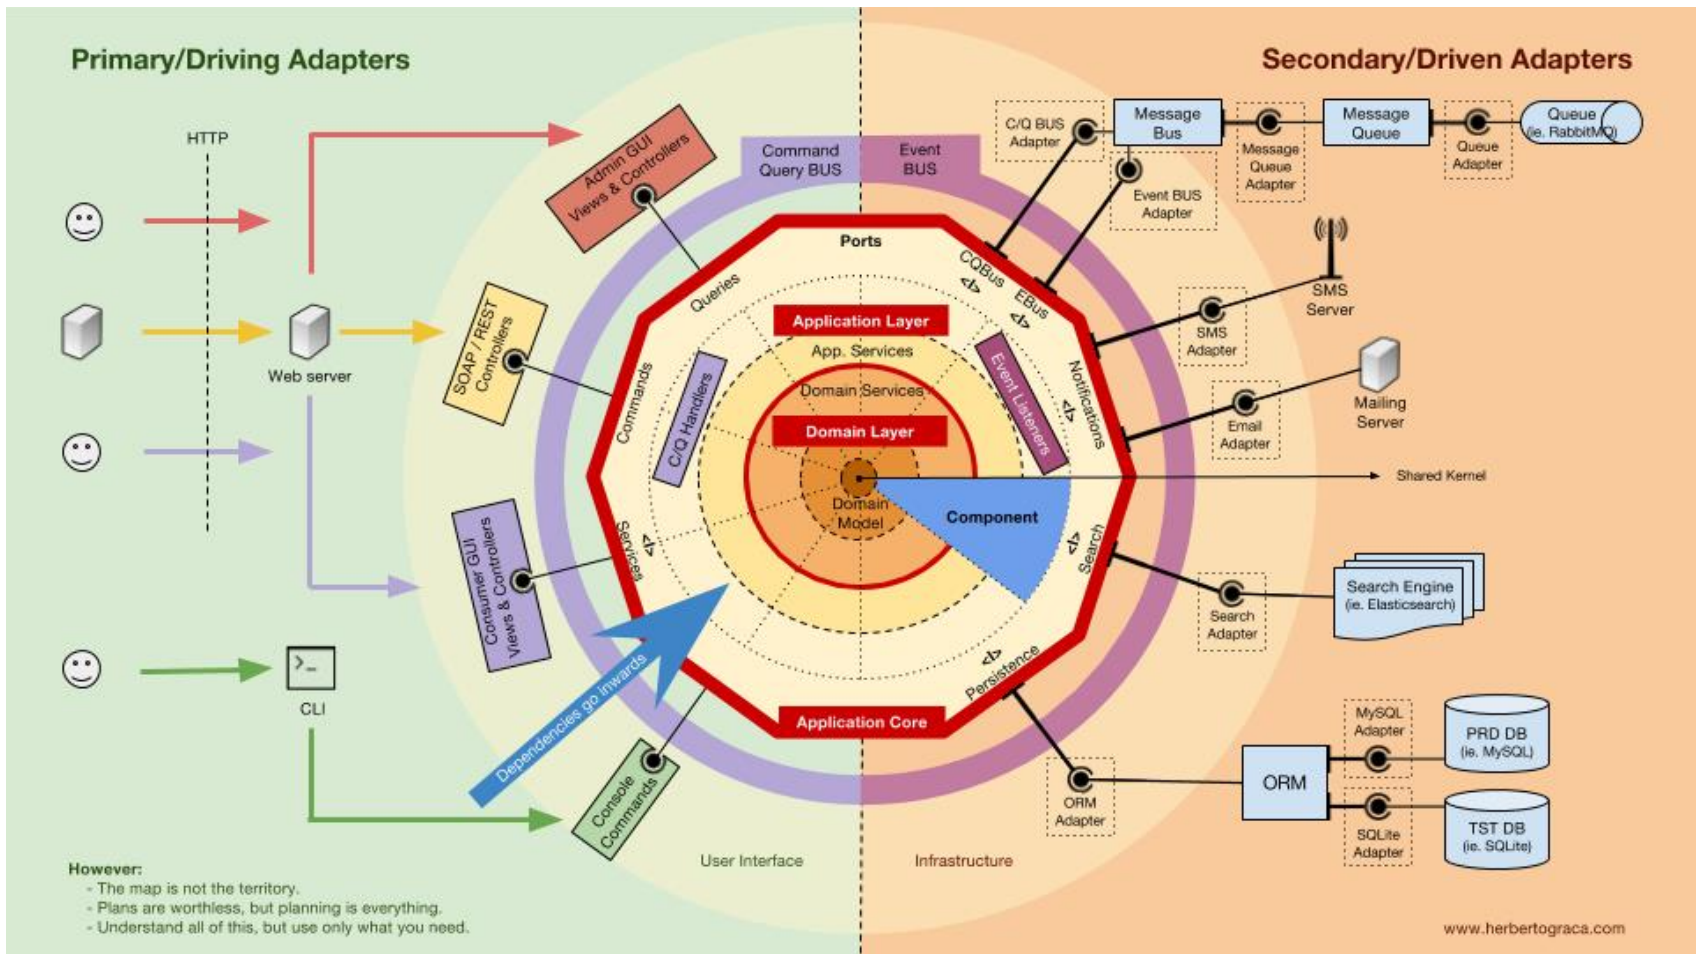 Primary/Driving Adapters
Secondary/Driven Adapters
HTTP
Web server
CLI
Admin GUI
Views & Controllers
SOAP / REST
Controllers
Consumer GUI
Views & Controllers
Console
Commands
Command
Query BUS
Event
BUS
Ports
Queries
Commands
Services
</>
CQBus
</>
EBus
</>
Notifications
</>
Search
</>
Persistence
</>
Application Layer
App. Services
Domain Services
Domain Layer
Domain
Model
C/Q Handlers
Event Listeners
Component
Shared Kernel
Application Core
Dependencies go inwards
User Interface
Infrastructure
C/Q BUS
Adapter
Message
Bus
Event BUS
Adapter
Message
Queue
Adapter
Message
Queue
Queue
Adapter
Queue
(ie. RabbitMQ)
SMS
Adapter
SMS
Server
Email
Adapter
Mailing
Server
Search
Adapter
Search Engine
(ie. Elasticsearch)
ORM
Adapter
ORM
MySQL
Adapter
PRD DB
(ie. MySQL)
SQLite
Adapter
TST DB
(ie. SQLite)
However:
- The map is not the territory.
- Plans are worthless, but planning is everything.
- Understand all of this, but use only what you need.
www.herbertograca.com